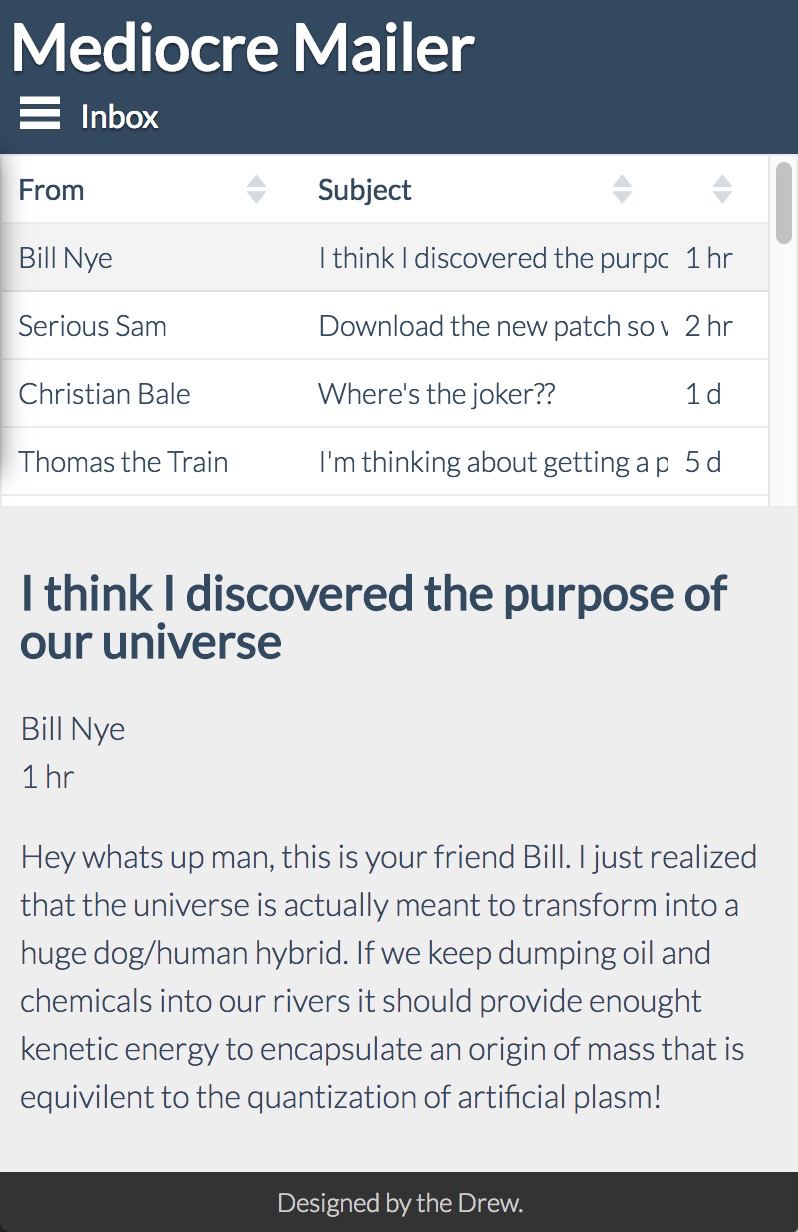 Mediocre Mailer
Inbox
From Subject
Bill Nye I think I discovered the purpo 1 hr
Serious Sam Download the new patch so 2 hr
Christian Bale Where's the joker?? 1 d
Thomas the Train I'm thinking about getting a p 5 d
I think I discovered the purpose of
our universe
Bill Nye
1 hr
Hey whats up man, this is your friend Bill. I just realized
that the universe is actually meant to transform into a
huge dog/human hybrid. If we keep dumping oil and
chemicals into our rivers it should provide enought
kenetic energy to encapsulate an origin of mass that is
equivilent to the quantization of artificial plasm!
Designed by the Drew.